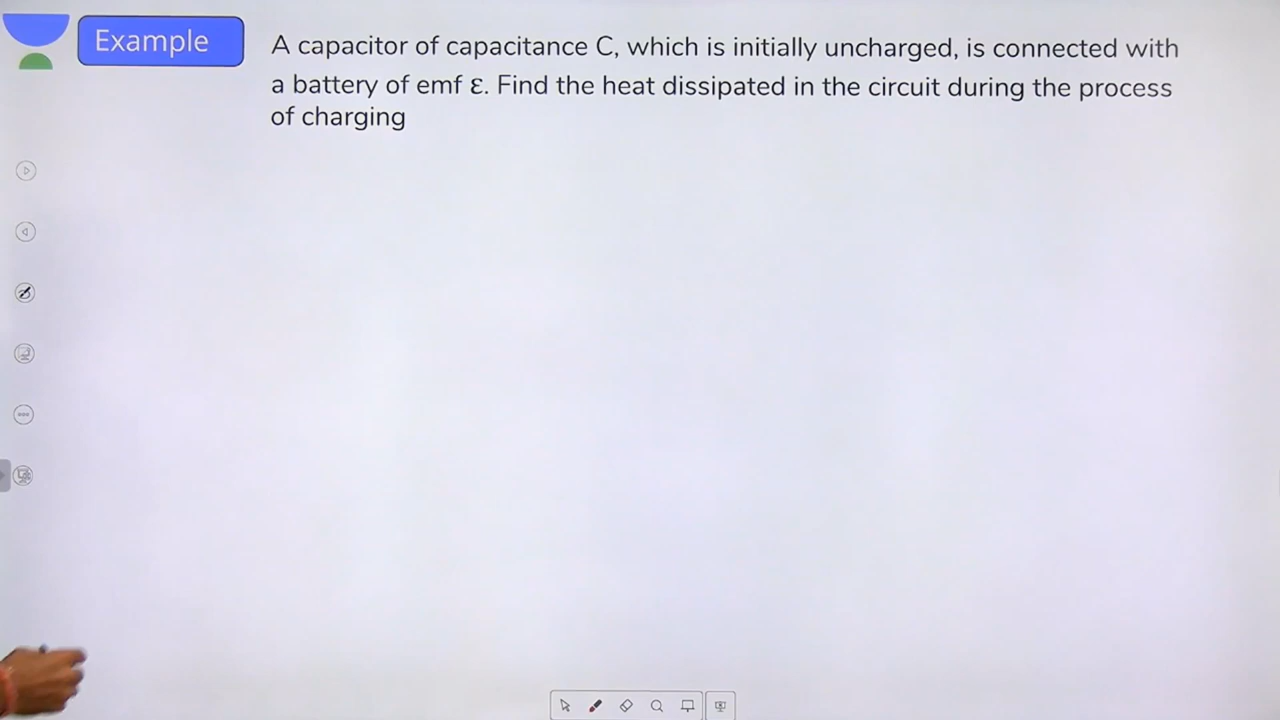 Example
A capacitor of capacitance C, which is initially uncharged, is connected with
a battery of emf ε. Find the heat dissipated in the circuit during the process
of charging